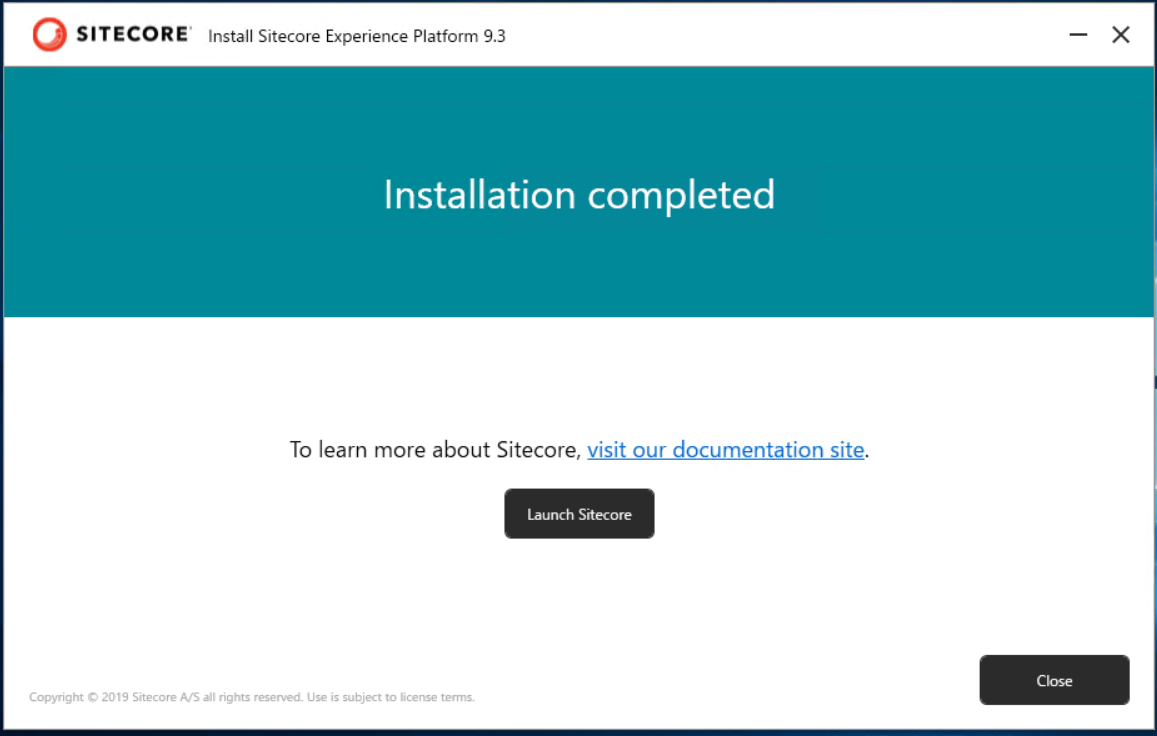 SITECORE Install Sitecore Experience Platform 9.3
Installation completed
To learn more about Sitecore, visit our documentation site.
Launch Sitecore
Close
Copyright © 2019 Sitecore A/S all rights reserved. Use is subject to license terms.